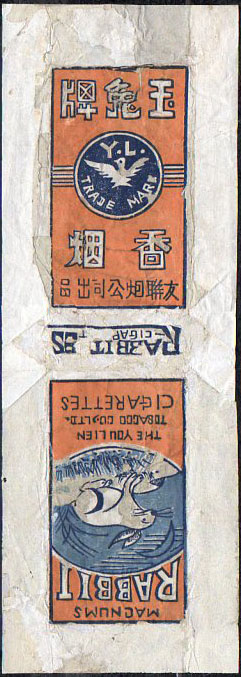 玉兔牌
Y.L.
TRADE MARK
香烟
友聯烟公司出品
RABBIT
MAGNUMS
RABBIT
THE YOU LIEN
TOBACCO CO., LTD.
CIGARETTES